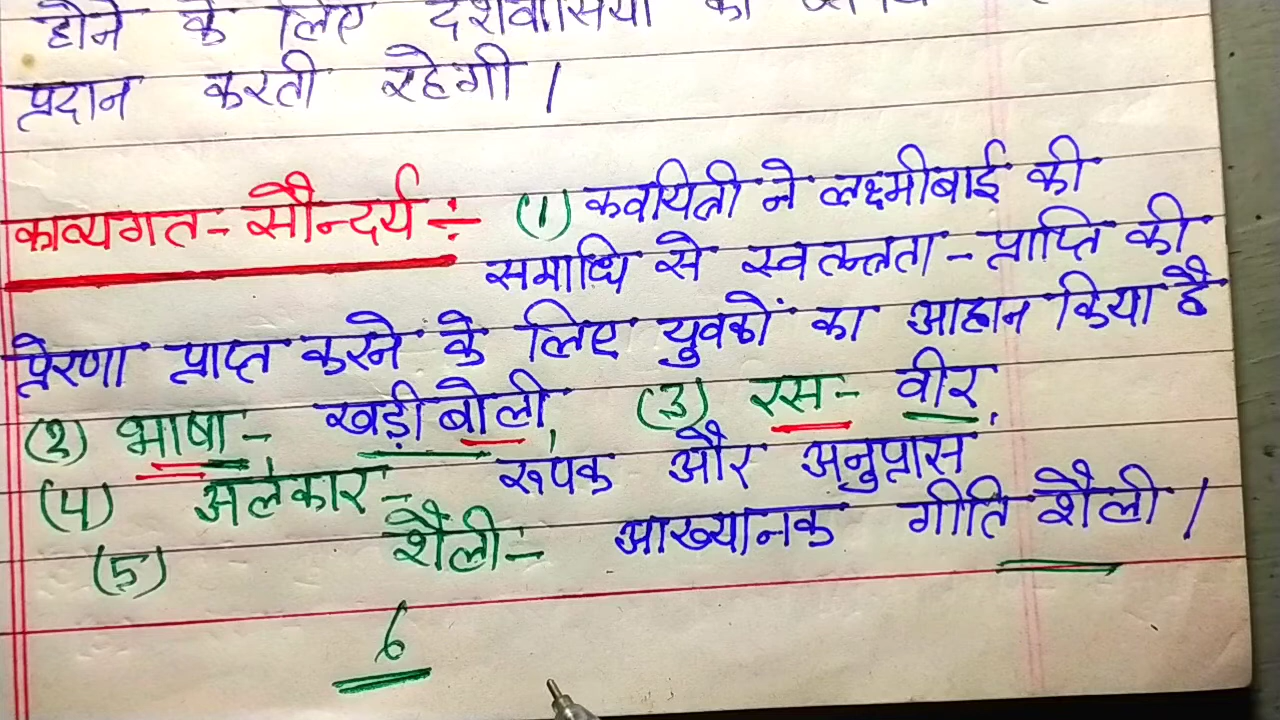 होने के लिए देशवासियों को
प्रदान करती रहेगी ।
काव्यगत - सौन्दर्य ÷ (1) कवयित्री ने लक्ष्मीबाई की
समाधि से स्वतन्त्रता - प्राप्ति की
प्रेरणा प्राप्त करने के लिए युवकों का आह्वान किया है
(2) भाषा - खड़ी बोली, (3) रस - वीर,
(4) अलंकार - रूपक और अनुप्रास
(5) शैली - आख्यानक गीति शैली ।
6